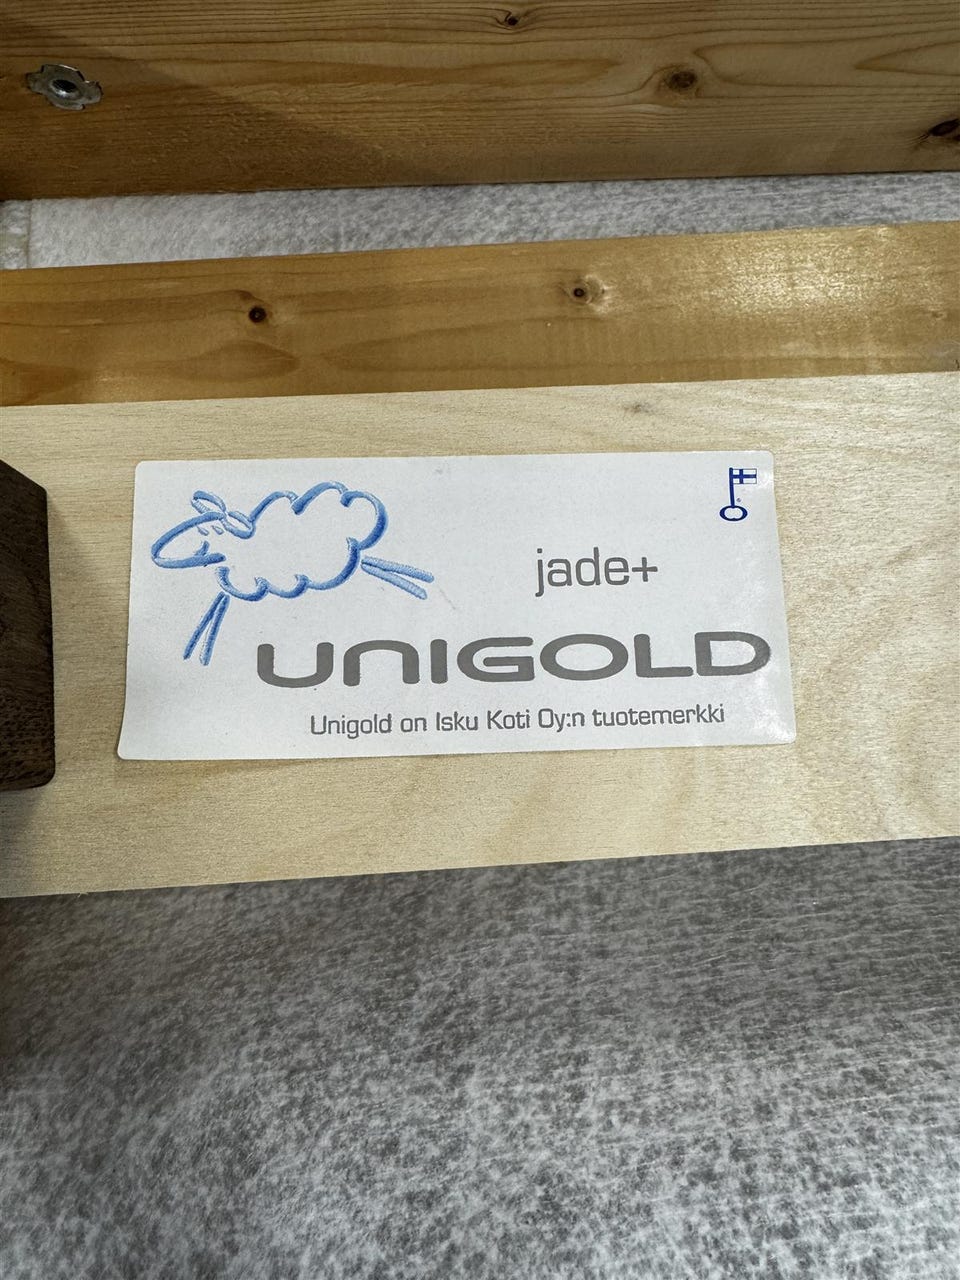 jade+
UNIGOLD
Unigold on Isku Koti Oy:n tuotemerkki